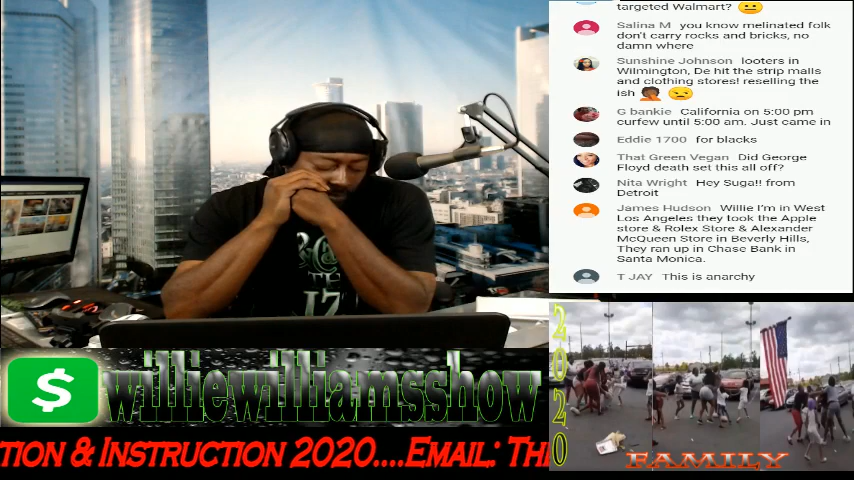 targeted Walmart? 😐
Salina M you know melinated folk
don't carry rocks and bricks, no
damn where
Sunshine Johnson looters in
Wilmington, De hit the strip malls
and clothing stores! reselling the
ish 🤦🏾 😒
G bankie California on 5:00 pm
curfew until 5:00 am. Just came in
Eddie 1700 for blacks
That Green Vegan Did George
Floyd death set this all off?
Nita Wright Hey Suga!! from
Detroit
James Hudson Willie I'm in West
Los Angeles they took the Apple
store & Rolex Store & Alexander
McQueen Store in Beverly Hills,
They ran up in Chase Bank in
Santa Monica.
T JAY This is anarchy
$ williewilliamsshow
TION & INSTRUCTION 2020....EMAIL: TH
2020
FAMILY